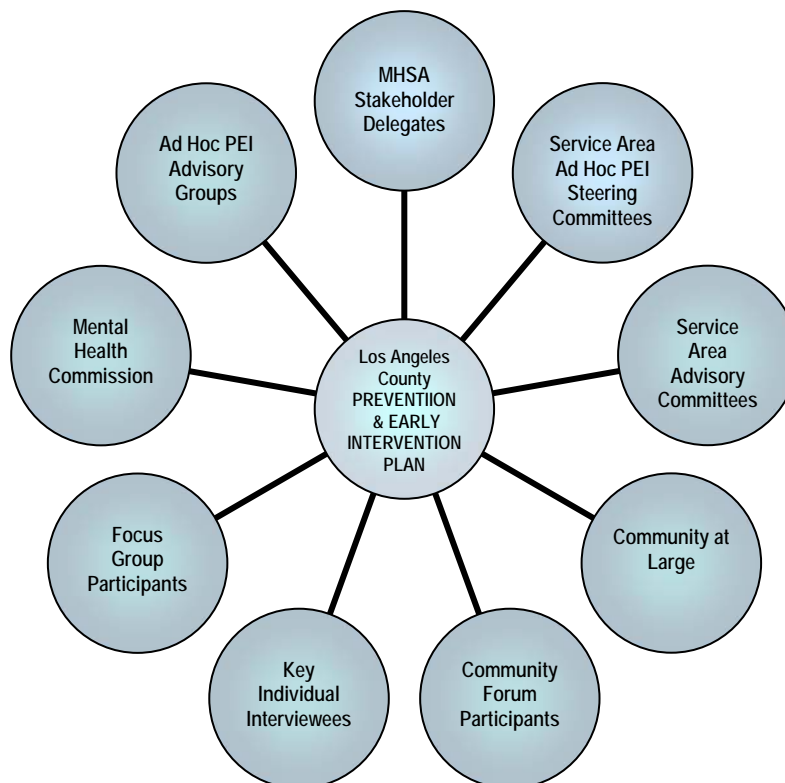 MHSA
Stakeholder
Delegates
Ad Hoc PEI
Advisory
Groups
Service Area
Ad Hoc PEI
Steering
Committees
Mental
Health
Commission
Service
Area
Advisory
Committees
Los Angeles
County
PREVENTIION
& EARLY
INTERVENTION
PLAN
Focus
Group
Participants
Community at
Large
Key
Individual
Interviewees
Community
Forum
Participants